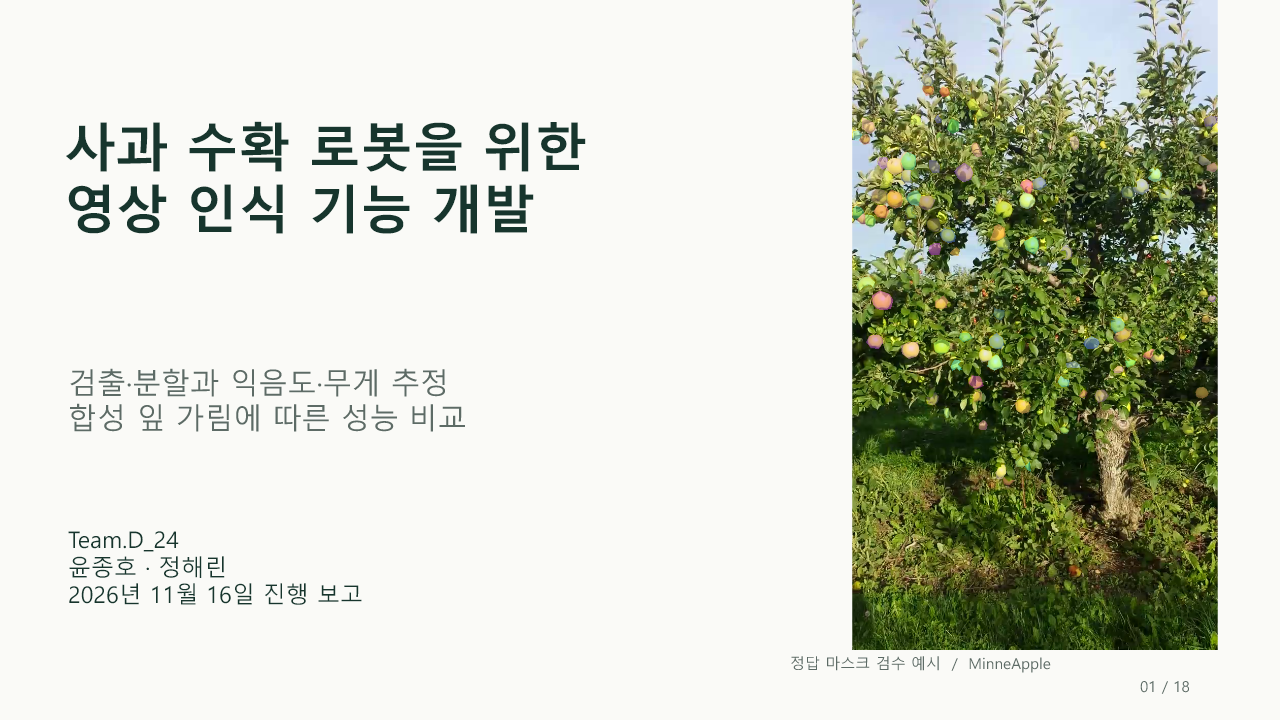 사과 수확 로봇을 위한
영상 인식 기능 개발
검출·분할과 익음도·무게 추정
합성 잎 가림에 따른 성능 비교
Team.D_24
윤종호 · 정해린
2026년 11월 16일 진행 보고
정답 마스크 검수 예시 / MinneApple
01 / 18